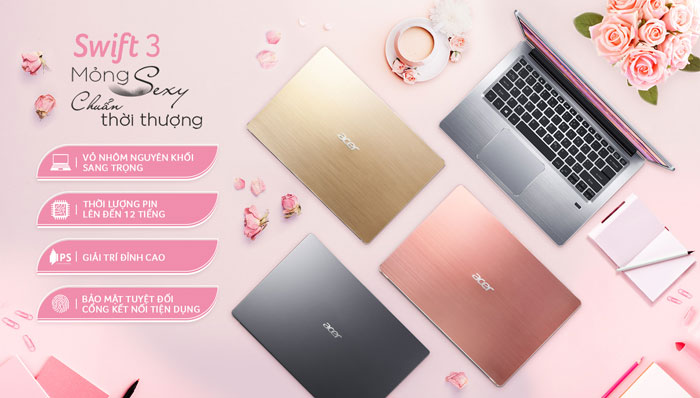 Swift 3
Mỏng Sexy
Chuẩn
thời thượng
VỎ NHÔM NGUYÊN KHỐI
SANG TRỌNG
THỜI LƯỢNG PIN
LÊN ĐẾN 12 TIẾNG
IPS
GIẢI TRÍ ĐỈNH CAO
BẢO MẬT TUYỆT ĐỐI
CỔNG KẾT NỐI TIỆN DỤNG
acer
acer
acer